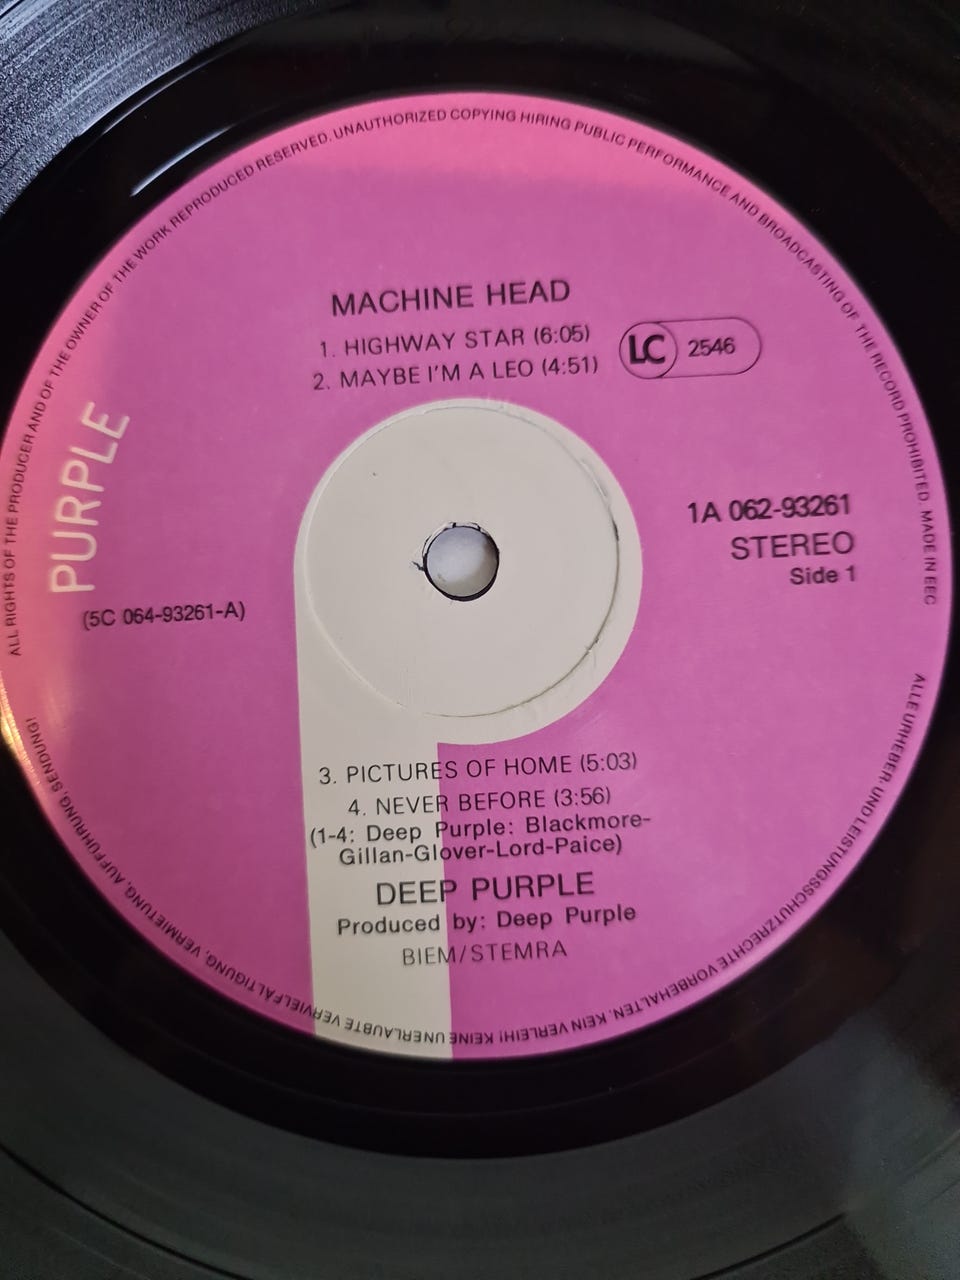 ALL RIGHTS OF THE PRODUCER AND OF THE OWNER OF THE WORK REPRODUCED RESERVED. UNAUTHORIZED COPYING HIRING PUBLIC PERFORMANCE AND BROADCASTING OF THE RECORD PROHIBITED. MADE IN EEC
MACHINE HEAD
1. HIGHWAY STAR (6:05)
2. MAYBE I'M A LEO (4:51)
LC 2546
PURPLE
1A 062-93261
STEREO
Side 1
(5C 064-93261-A)
3. PICTURES OF HOME (5:03)
4. NEVER BEFORE (3:56)
(1-4: Deep Purple: Blackmore-
Gillan-Glover-Lord-Paice)
DEEP PURPLE
Produced by: Deep Purple
BIEM/STEMRA
ALLE URHEBER- UND LEISTUNGSSCHUTZRECHTE VORBEHALTEN. KEIN VERLEIH! KEINE UNERLAUBTE VERVIELFÄLTIGUNG, VERMIETUNG, AUFFÜHRUNG, SENDUNG!